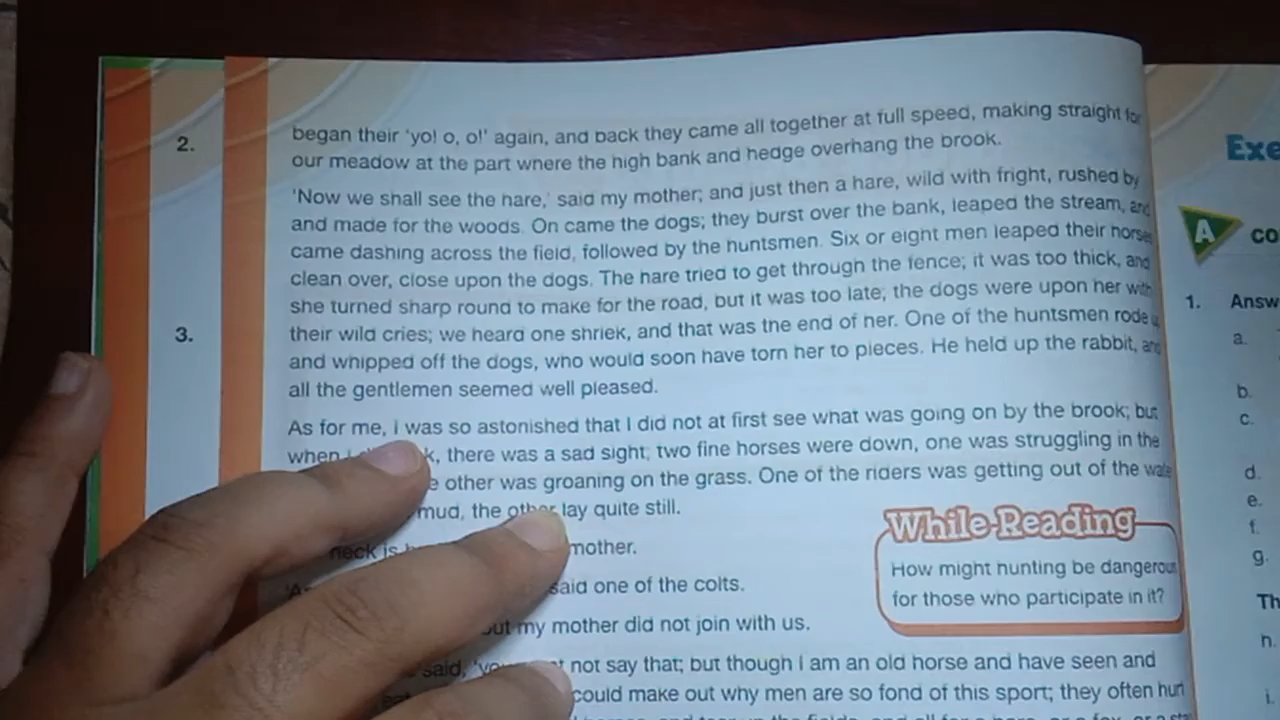 2.
began their 'yo! o, o!' again, and back they came all together at full speed, making straight for
our meadow at the part where the high bank and hedge overhang the brook.
'Now we shall see the hare,' said my mother; and just then a hare, wild with fright, rushed by
and made for the woods. On came the dogs; they burst over the bank, leaped the stream, and
came dashing across the field, followed by the huntsmen. Six or eight men leaped their horses
clean over, close upon the dogs. The hare tried to get through the fence; it was too thick, and
she turned sharp round to make for the road, but it was too late; the dogs were upon her with
3.
their wild cries; we heard one shriek, and that was the end of her. One of the huntsmen rode
and whipped off the dogs, who would soon have torn her to pieces. He held up the rabbit, and
all the gentlemen seemed well pleased.
As for me, I was so astonished that I did not at first see what was going on by the brook; but
when there was a sad sight; two fine horses were down, one was struggling in the
other was groaning on the grass. One of the riders was getting out of the
mud, the other lay quite still.
neck is mother.
said one of the colts.
but my mother did not join with us.
said, not say that; but though I am an old horse and have seen and
could make out why men are so fond of this sport; they often hurt
While-Reading
How might hunting be dangerous
for those who participate in it?
Exe
A
co
1. Answ
a.
b.
c.
d.
e.
f.
g.
Th
h.
i.